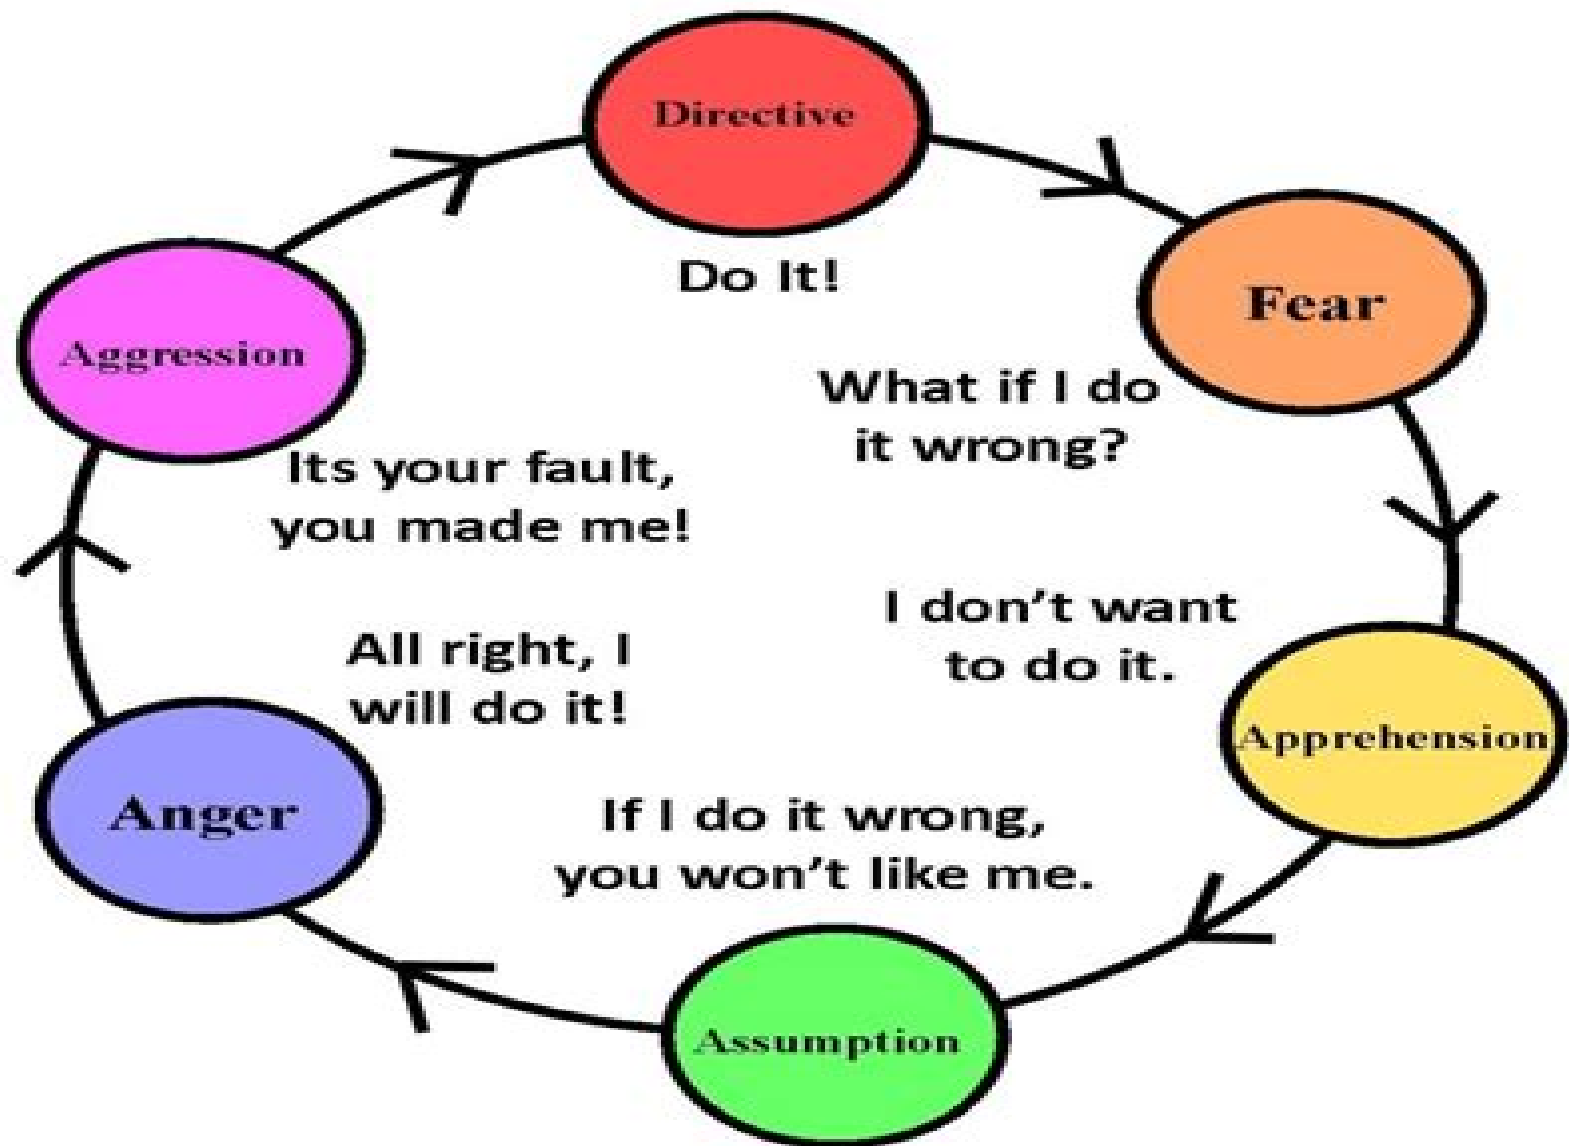 Directive
Do It!
Fear
What if I do
it wrong?
Apprehension
I don't want
to do it.
Assumption
If I do it wrong,
you won't like me.
Anger
All right, I
will do it!
Aggression
Its your fault,
you made me!